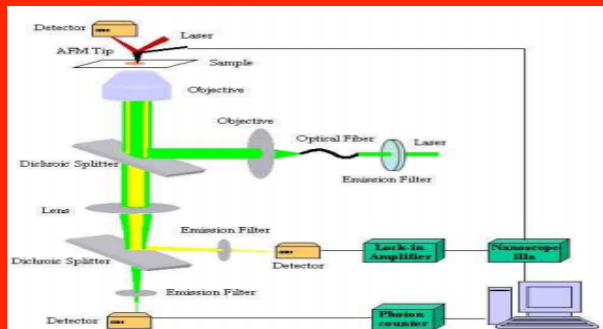 Detector
Laser
AFM Tip
Sample
Objective
Objective
Optical Fiber
Laser
Dichroic Splitter
Emission Filter
Lens
Emission Filter
Dichroic Splitter
Detector
Lock-in
Amplifier
Nanoscope
IIIa
Emission Filter
Detector
Photon
counter